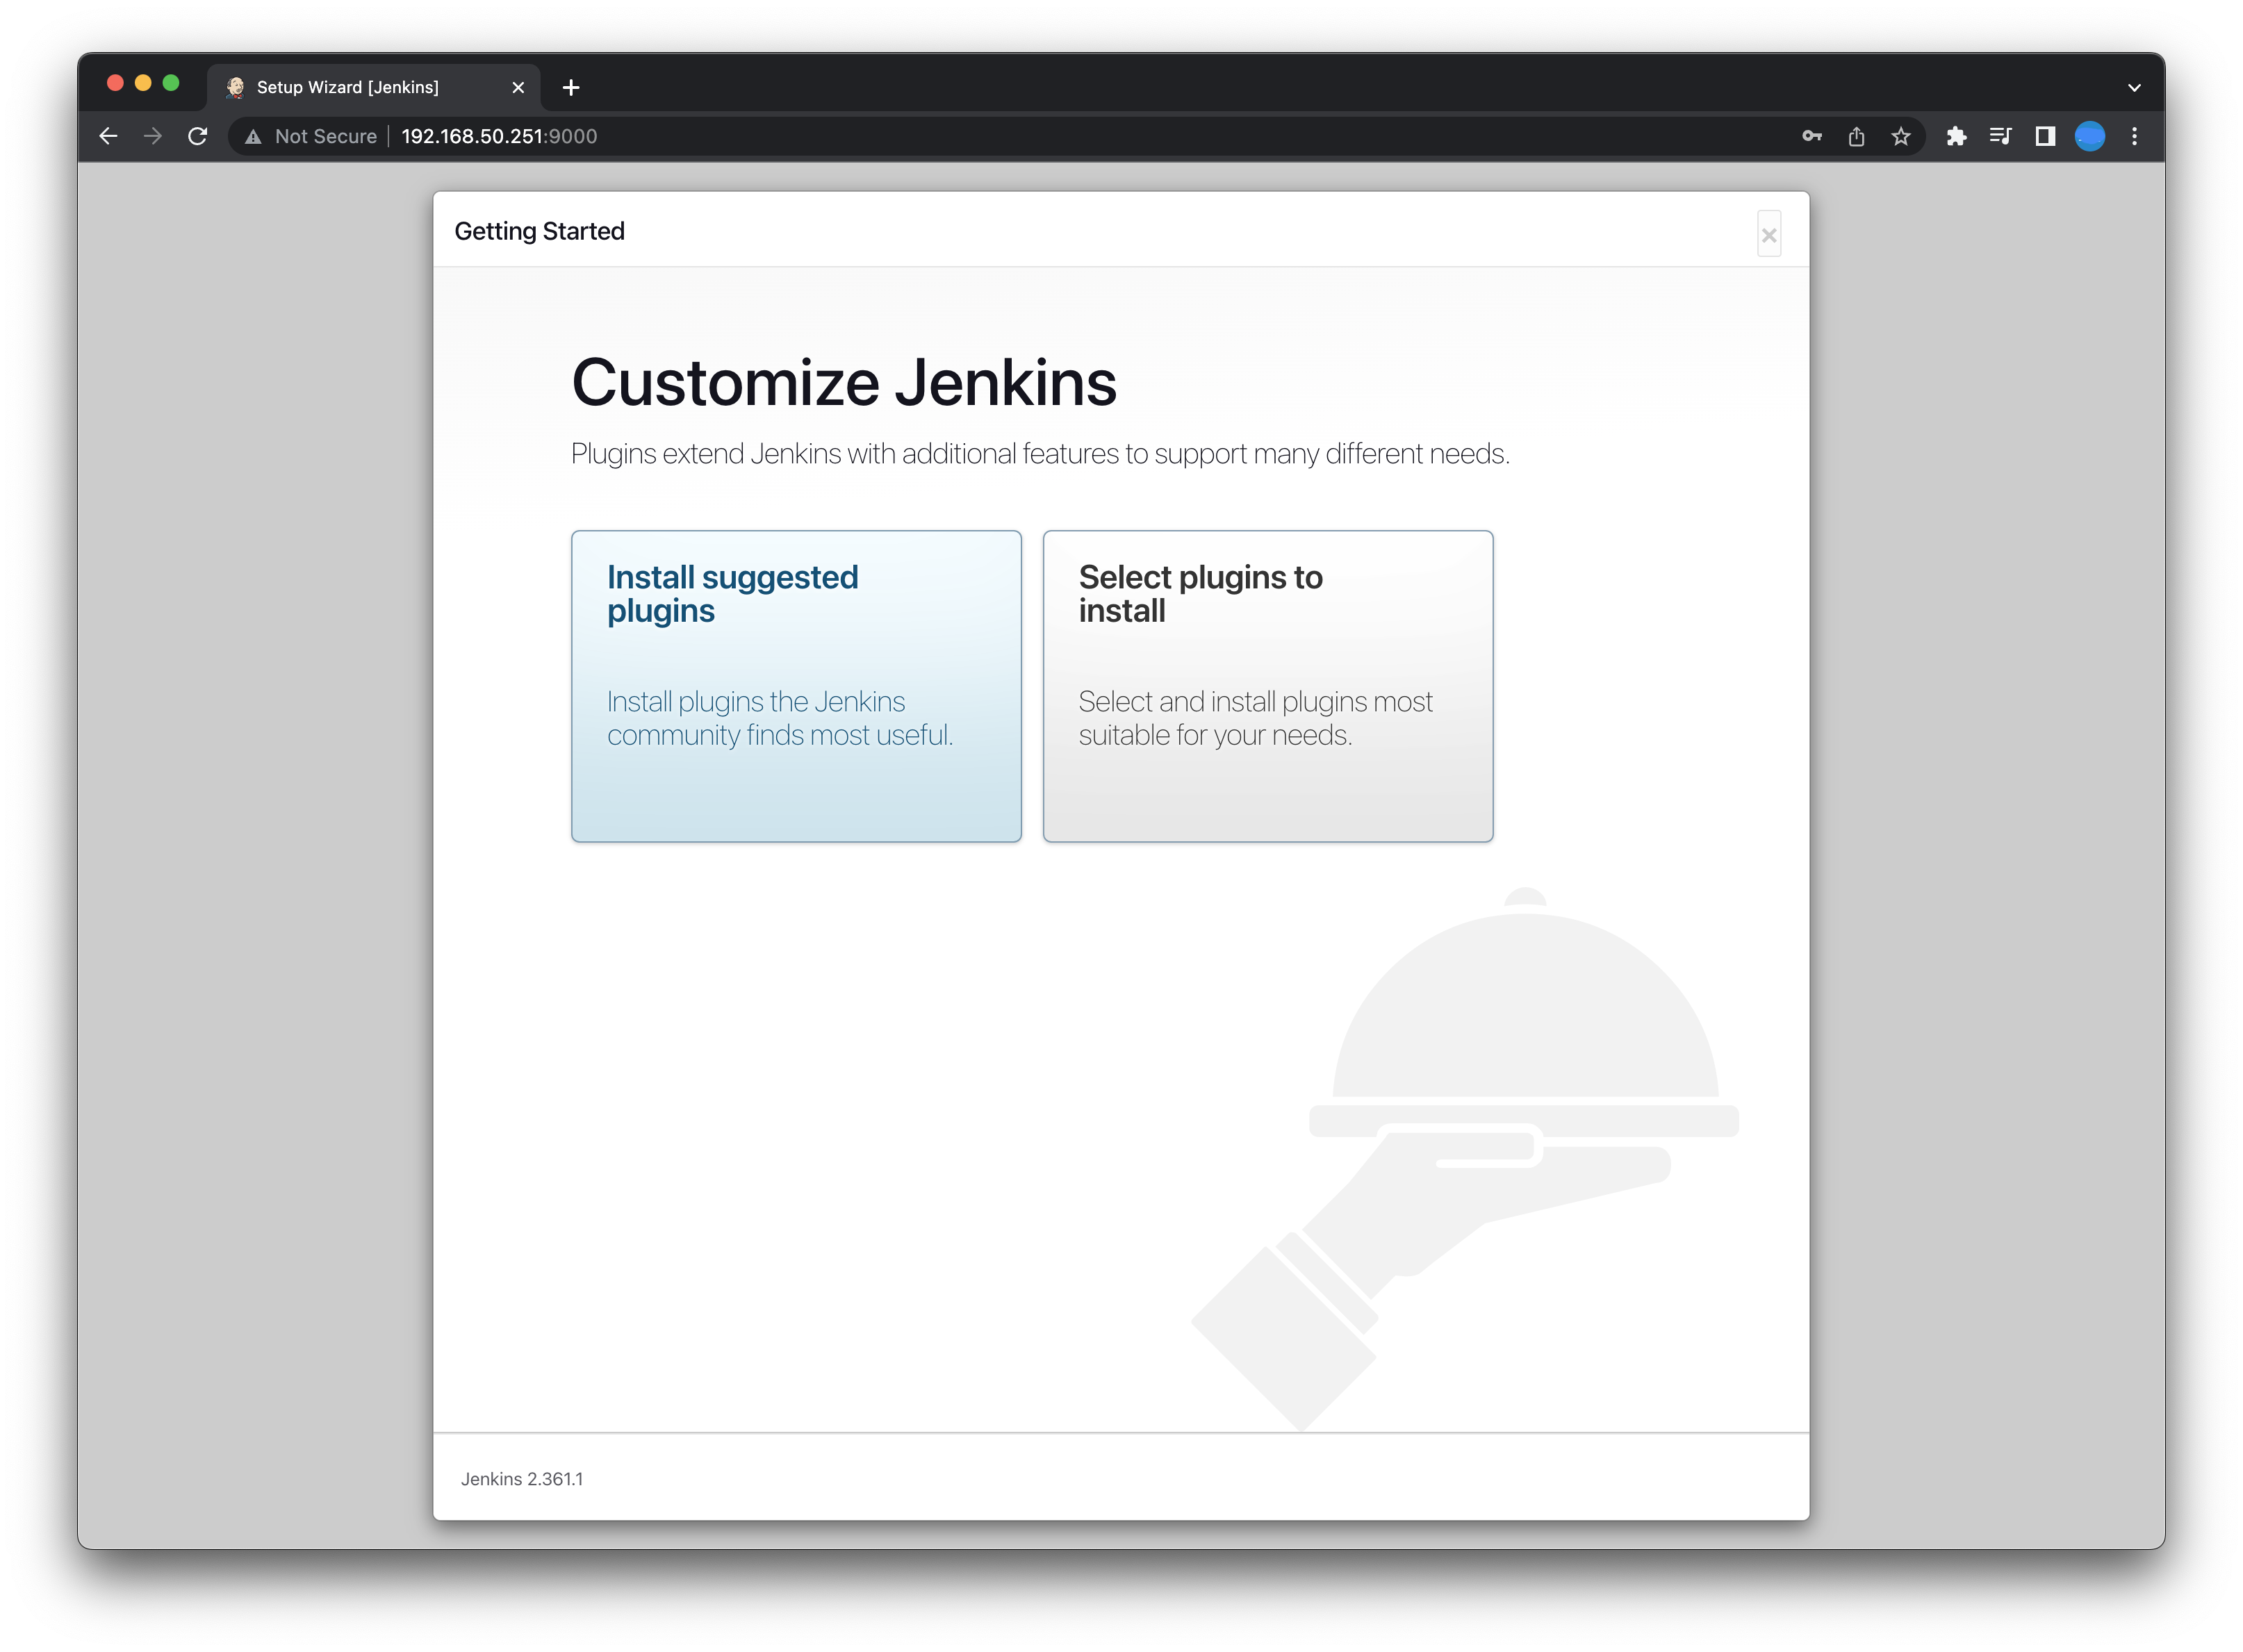 Setup Wizard [Jenkins]
Not Secure 192.168.50.251:9000
Getting Started
Customize Jenkins
Plugins extend Jenkins with additional features to support many different needs.
Install suggested
plugins
Install plugins the Jenkins
community finds most useful.
Select plugins to
install
Select and install plugins most
suitable for your needs.
Jenkins 2.361.1